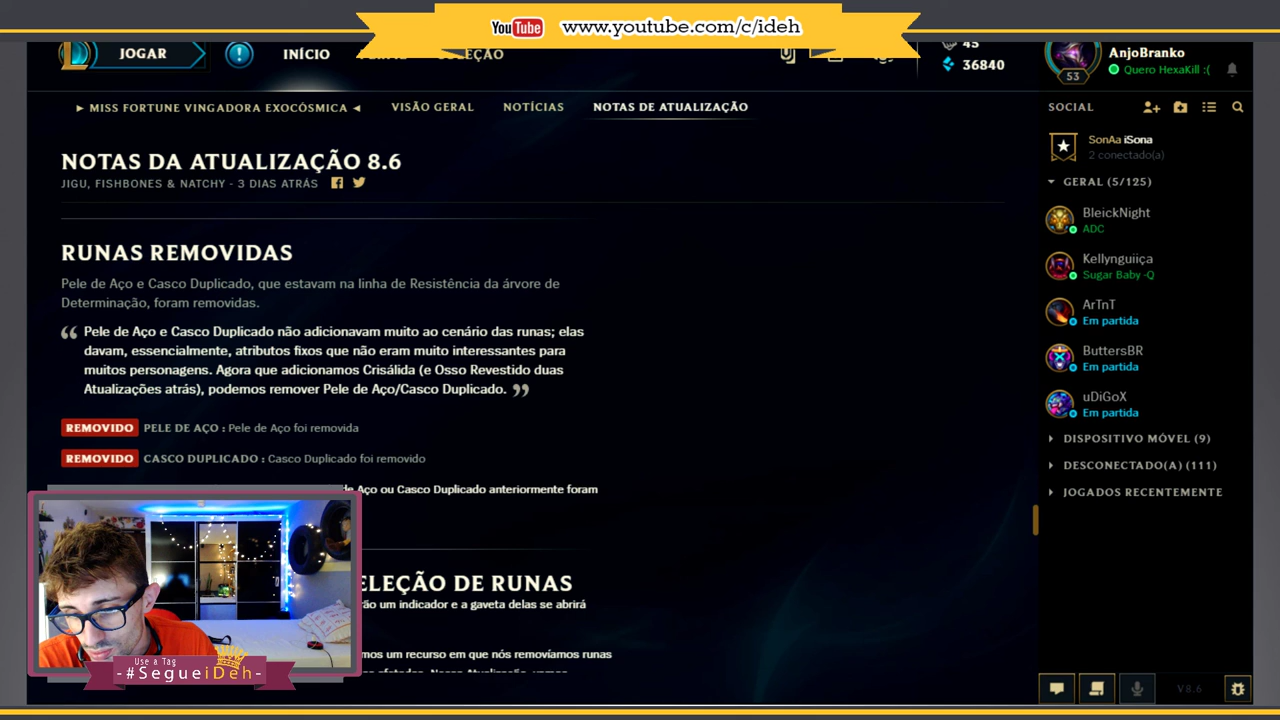 YouTube www.youtube.com/c/ideh
JOGAR
INÍCIO
45
36840
AnjoBranko
53
Quero HexaKill :(
► MISS FORTUNE VINGADORA EXOCÓSMICA ◄
VISÃO GERAL
NOTÍCIAS
NOTAS DE ATUALIZAÇÃO
NOTAS DA ATUALIZAÇÃO 8.6
JIGU, FISHBONES & NATCHY - 3 DIAS ATRÁS
RUNAS REMOVIDAS
Pele de Aço e Casco Duplicado, que estavam na linha de Resistência da árvore de
Determinação, foram removidas.
“ Pele de Aço e Casco Duplicado não adicionavam muito ao cenário das runas; elas
davam, essencialmente, atributos fixos que não eram muito interessantes para
muitos personagens. Agora que adicionamos Crisálida (e Osso Revestido duas
Atualizações atrás), podemos remover Pele de Aço/Casco Duplicado. ”
REMOVIDO PELE DE AÇO : Pele de Aço foi removida
REMOVIDO CASCO DUPLICADO : Casco Duplicado foi removido
de Aço ou Casco Duplicado anteriormente foram
ELEÇÃO DE RUNAS
rão um indicador e a gaveta delas se abrirá
mos um recurso em que nós removíamos runas
Use a Tag
-#SegueiDeh-
SOCIAL
SonAa iSona
2 conectado(a)
GERAL (5/125)
BleickNight
ADC
Kellynguiiça
Sugar Baby -Q
ArTnT
Em partida
ButtersBR
Em partida
uDiGoX
Em partida
DISPOSITIVO MÓVEL (9)
DESCONECTADO(A) (111)
JOGADOS RECENTEMENTE
V8.6